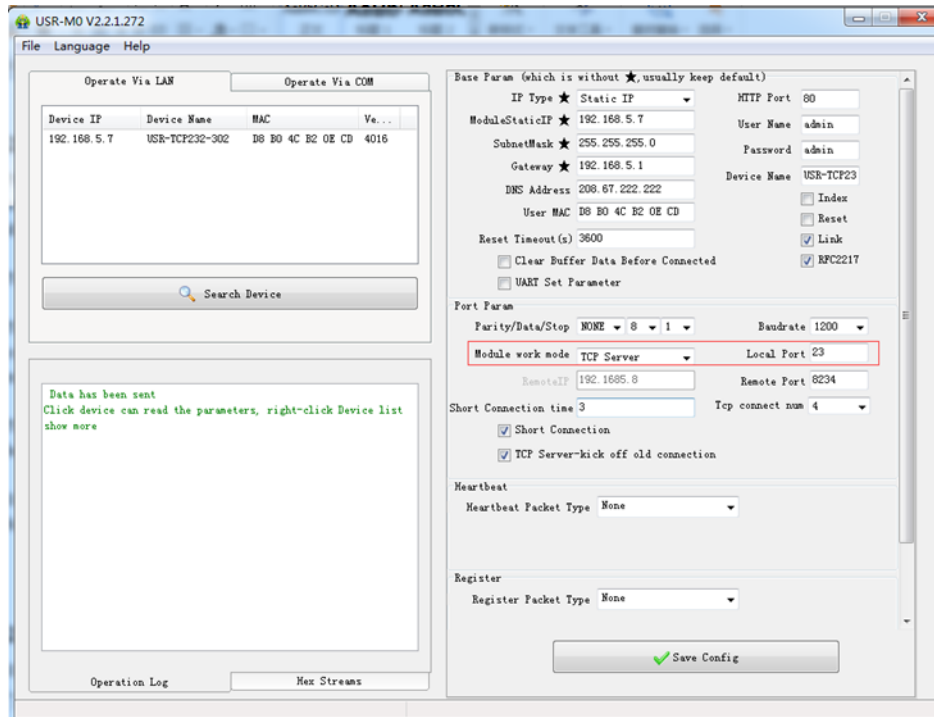 USR-M0 V2.2.1.272
File Language Help
Operate Via LAN Operate Via COM
Device IP Device Name MAC Ve...
192.168.5.7 USR-TCP232-302 D8 B0 4C B2 0E CD 4016
Search Device
Data has been sent
Click device can read the parameters, right-click Device list
show more
Operation Log Hex Streams
Base Param (which is without ★,usually keep default)
IP Type ★ Static IP HTTP Port 80
ModuleStaticIP ★ 192.168.5.7 User Name admin
SubnetMask ★ 255.255.255.0 Password admin
Gateway ★ 192.168.5.1 Device Name USR-TCP23
DNS Address 208.67.222.222 Index
User MAC D8 B0 4C B2 0E CD Reset
Reset Timeout(s) 3600 Link
Clear Buffer Data Before Connected RFC2217
UART Set Parameter
Port Param
Parity/Data/Stop NONE 8 1 Baudrate 1200
Module work mode TCP Server Local Port 23
RemoteIP 192.1685.8 Remote Port 8234
Short Connection time 3 Tcp connect num 4
Short Connection
TCP Server-kick off old connection
Heartbeat
Heartbeat Packet Type None
Register
Register Packet Type None
Save Config